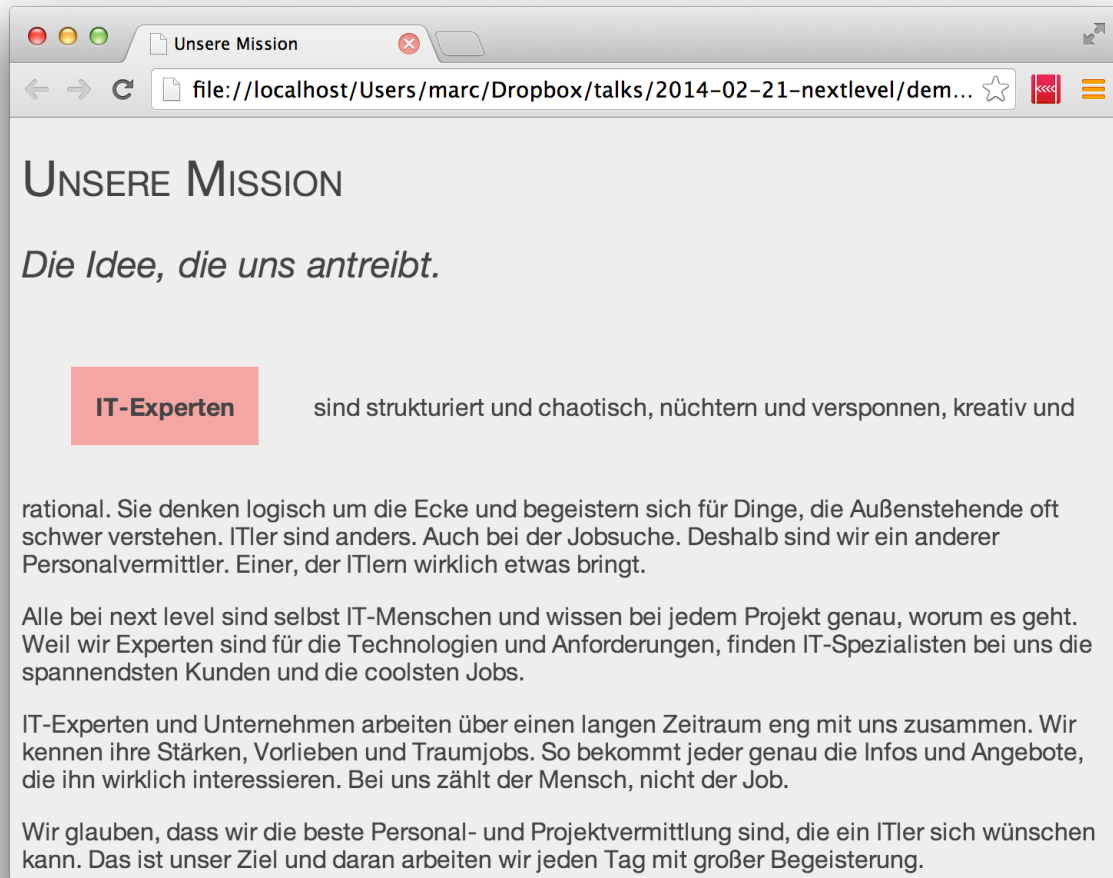 Unsere Mission
file://localhost/Users/marc/Dropbox/talks/2014-02-21-nextlevel/dem...
Unsere Mission
Die Idee, die uns antreibt.
IT-Experten sind strukturiert und chaotisch, nüchtern und versponnen, kreativ und
rational. Sie denken logisch um die Ecke und begeistern sich für Dinge, die Außenstehende oft
schwer verstehen. ITler sind anders. Auch bei der Jobsuche. Deshalb sind wir ein anderer
Personalvermittler. Einer, der ITlern wirklich etwas bringt.
Alle bei next level sind selbst IT-Menschen und wissen bei jedem Projekt genau, worum es geht.
Weil wir Experten sind für die Technologien und Anforderungen, finden IT-Spezialisten bei uns die
spannendsten Kunden und die coolsten Jobs.
IT-Experten und Unternehmen arbeiten über einen langen Zeitraum eng mit uns zusammen. Wir
kennen ihre Stärken, Vorlieben und Traumjobs. So bekommt jeder genau die Infos und Angebote,
die ihn wirklich interessieren. Bei uns zählt der Mensch, nicht der Job.
Wir glauben, dass wir die beste Personal- und Projektvermittlung sind, die ein ITler sich wünschen
kann. Das ist unser Ziel und daran arbeiten wir jeden Tag mit großer Begeisterung.